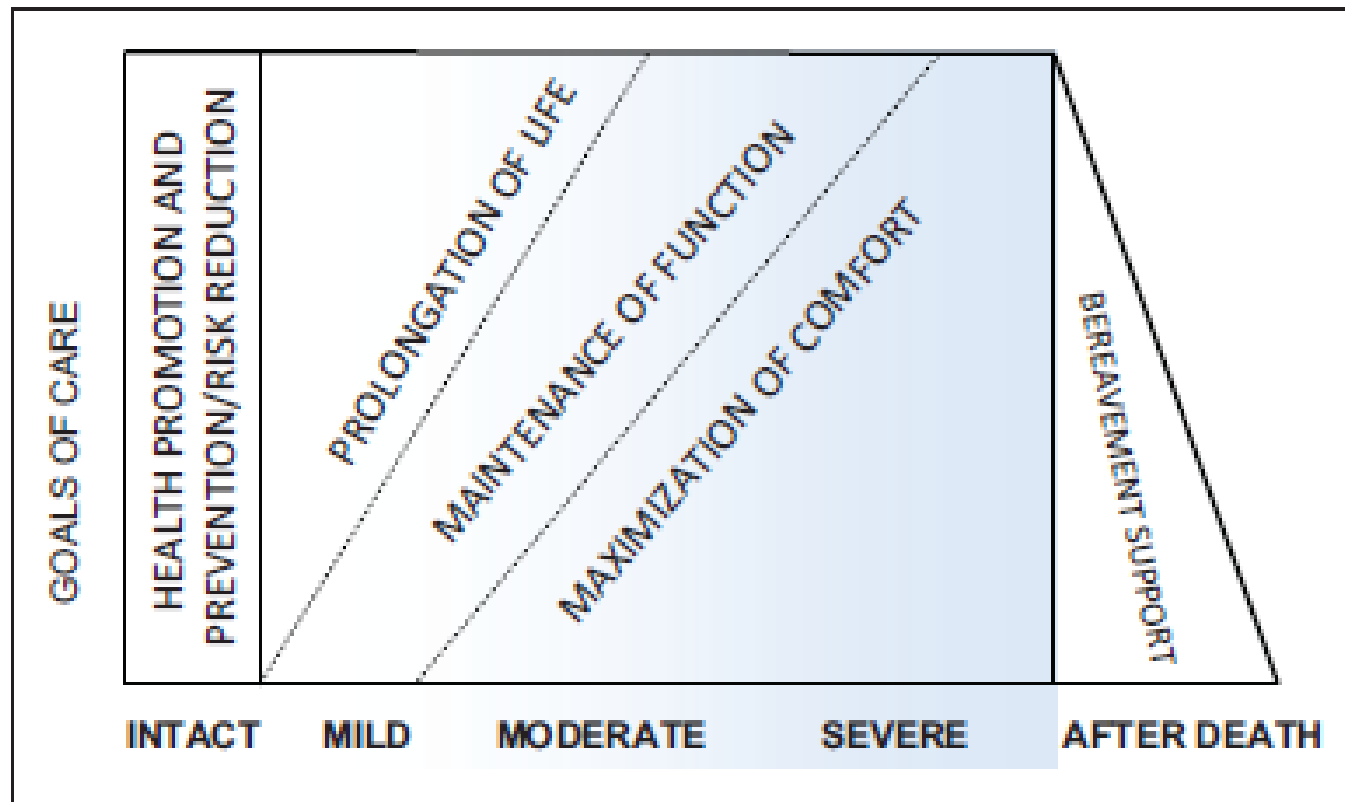 GOALS OF CARE
HEALTH PROMOTION AND
PREVENTION/RISK REDUCTION
PROLONGATION OF LIFE
MAINTENANCE OF FUNCTION
MAXIMIZATION OF COMFORT
BEREAVEMENT SUPPORT
INTACT MILD MODERATE SEVERE AFTER DEATH